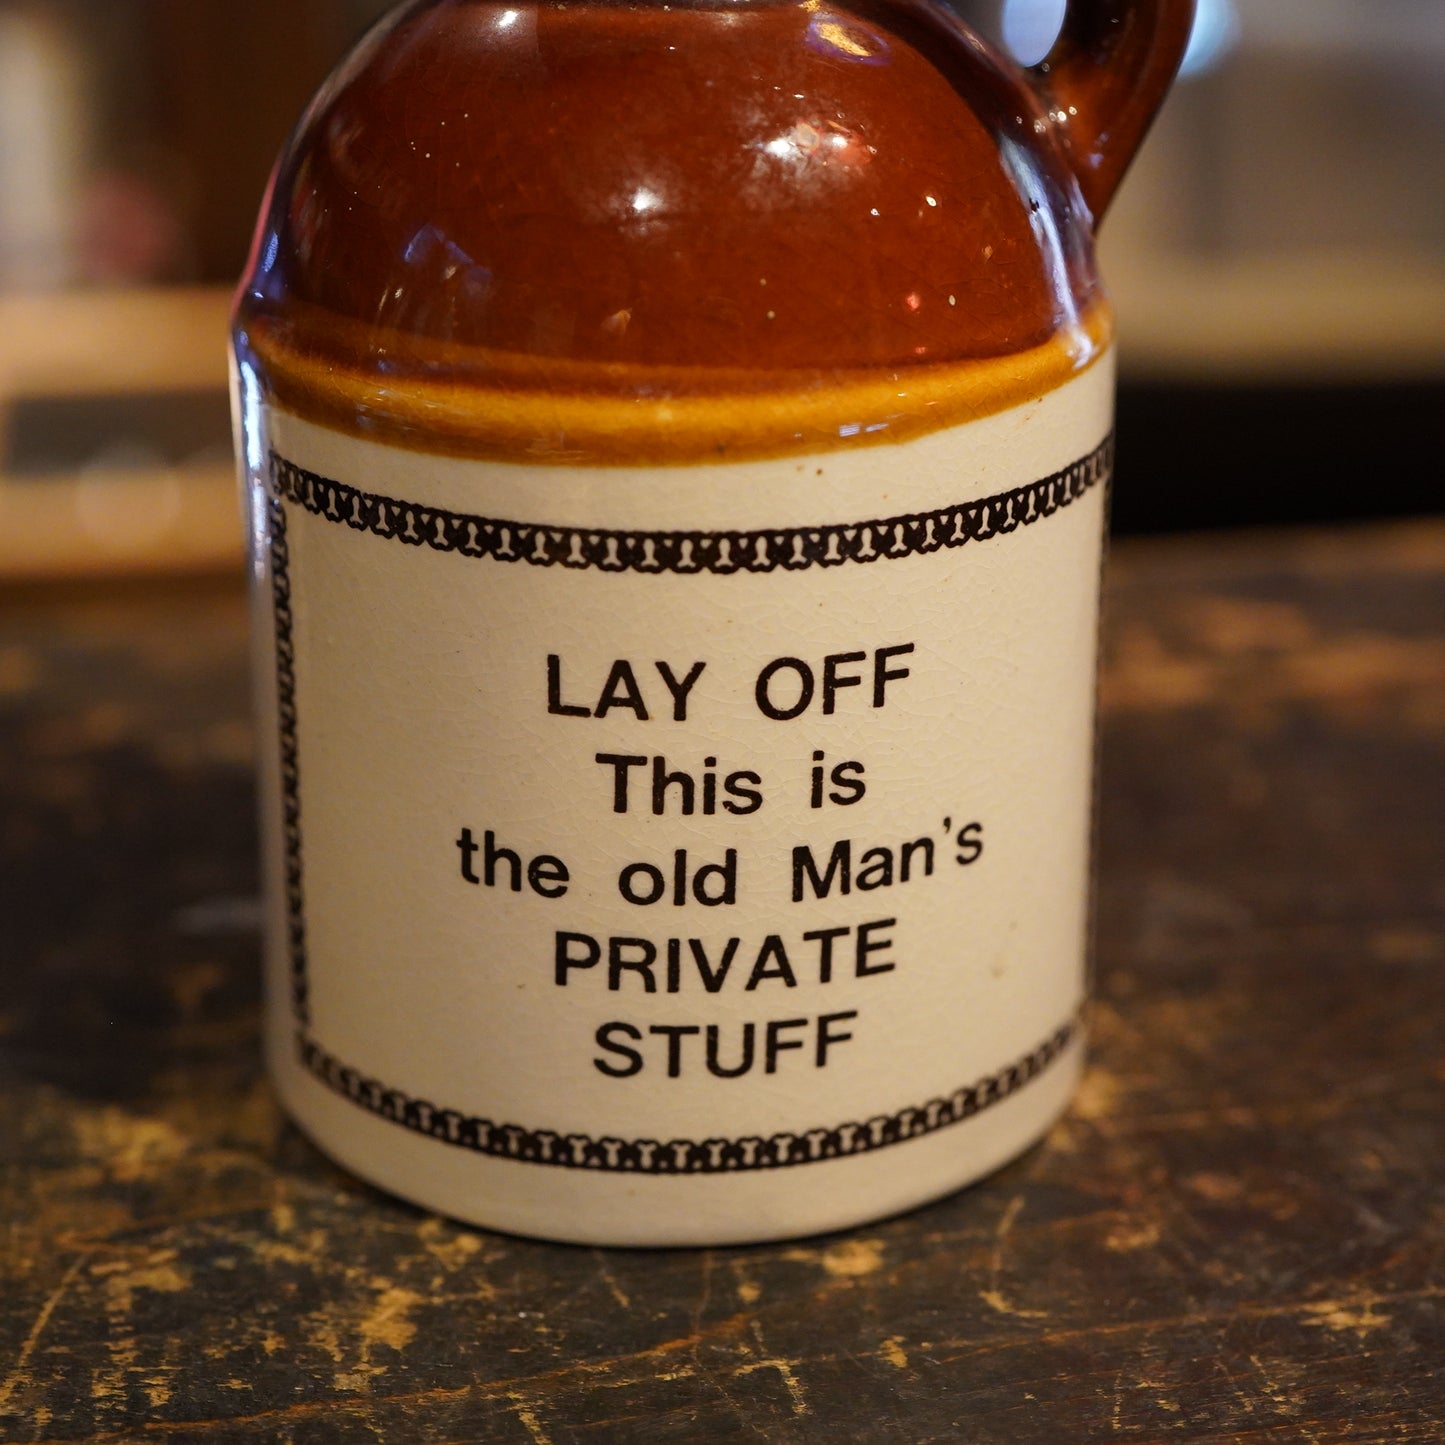 LAY OFF
This is
the old Man's
PRIVATE
STUFF